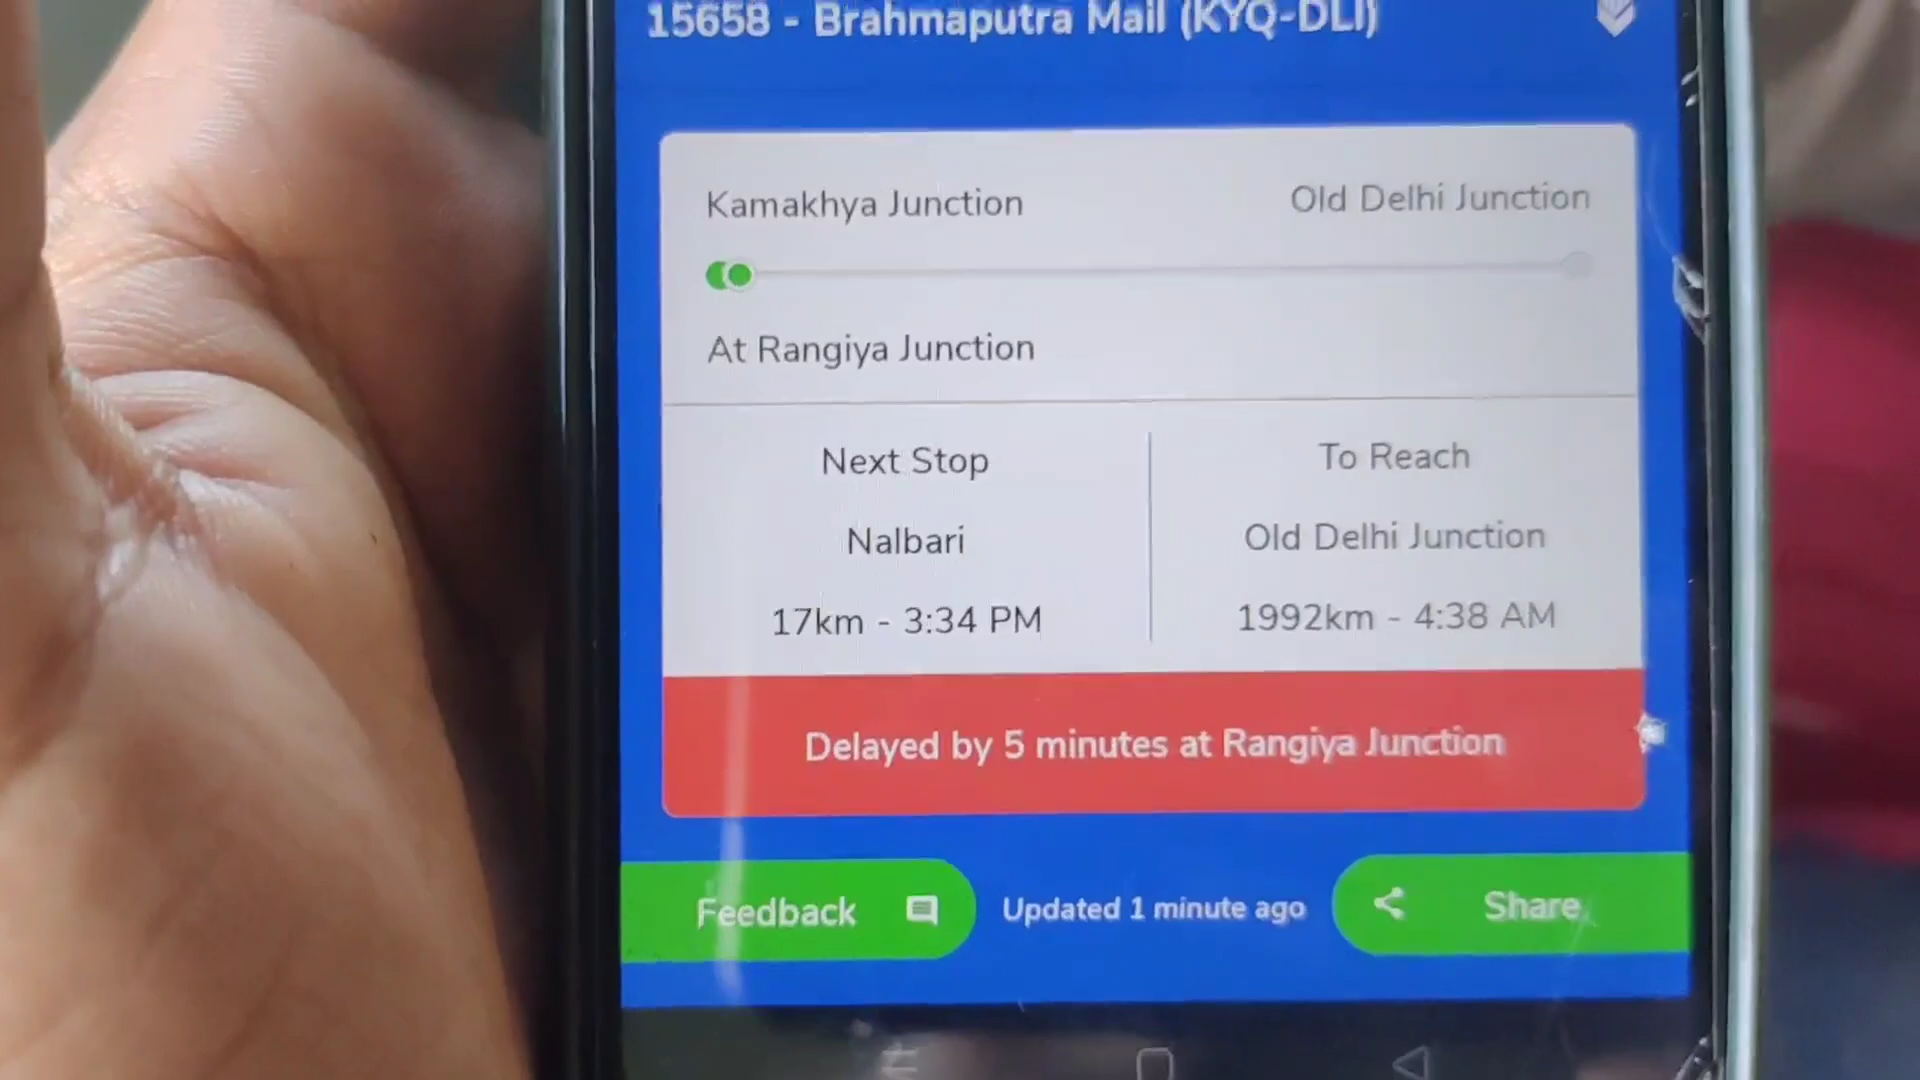 15658 - Brahmaputra Mail (KYQ-DLI)
Kamakhya Junction
Old Delhi Junction
At Rangiya Junction
Next Stop
To Reach
Nalbari
Old Delhi Junction
17km - 3:34 PM
1992km - 4:38 AM
Delayed by 5 minutes at Rangiya Junction
Feedback
Updated 1 minute ago
Share